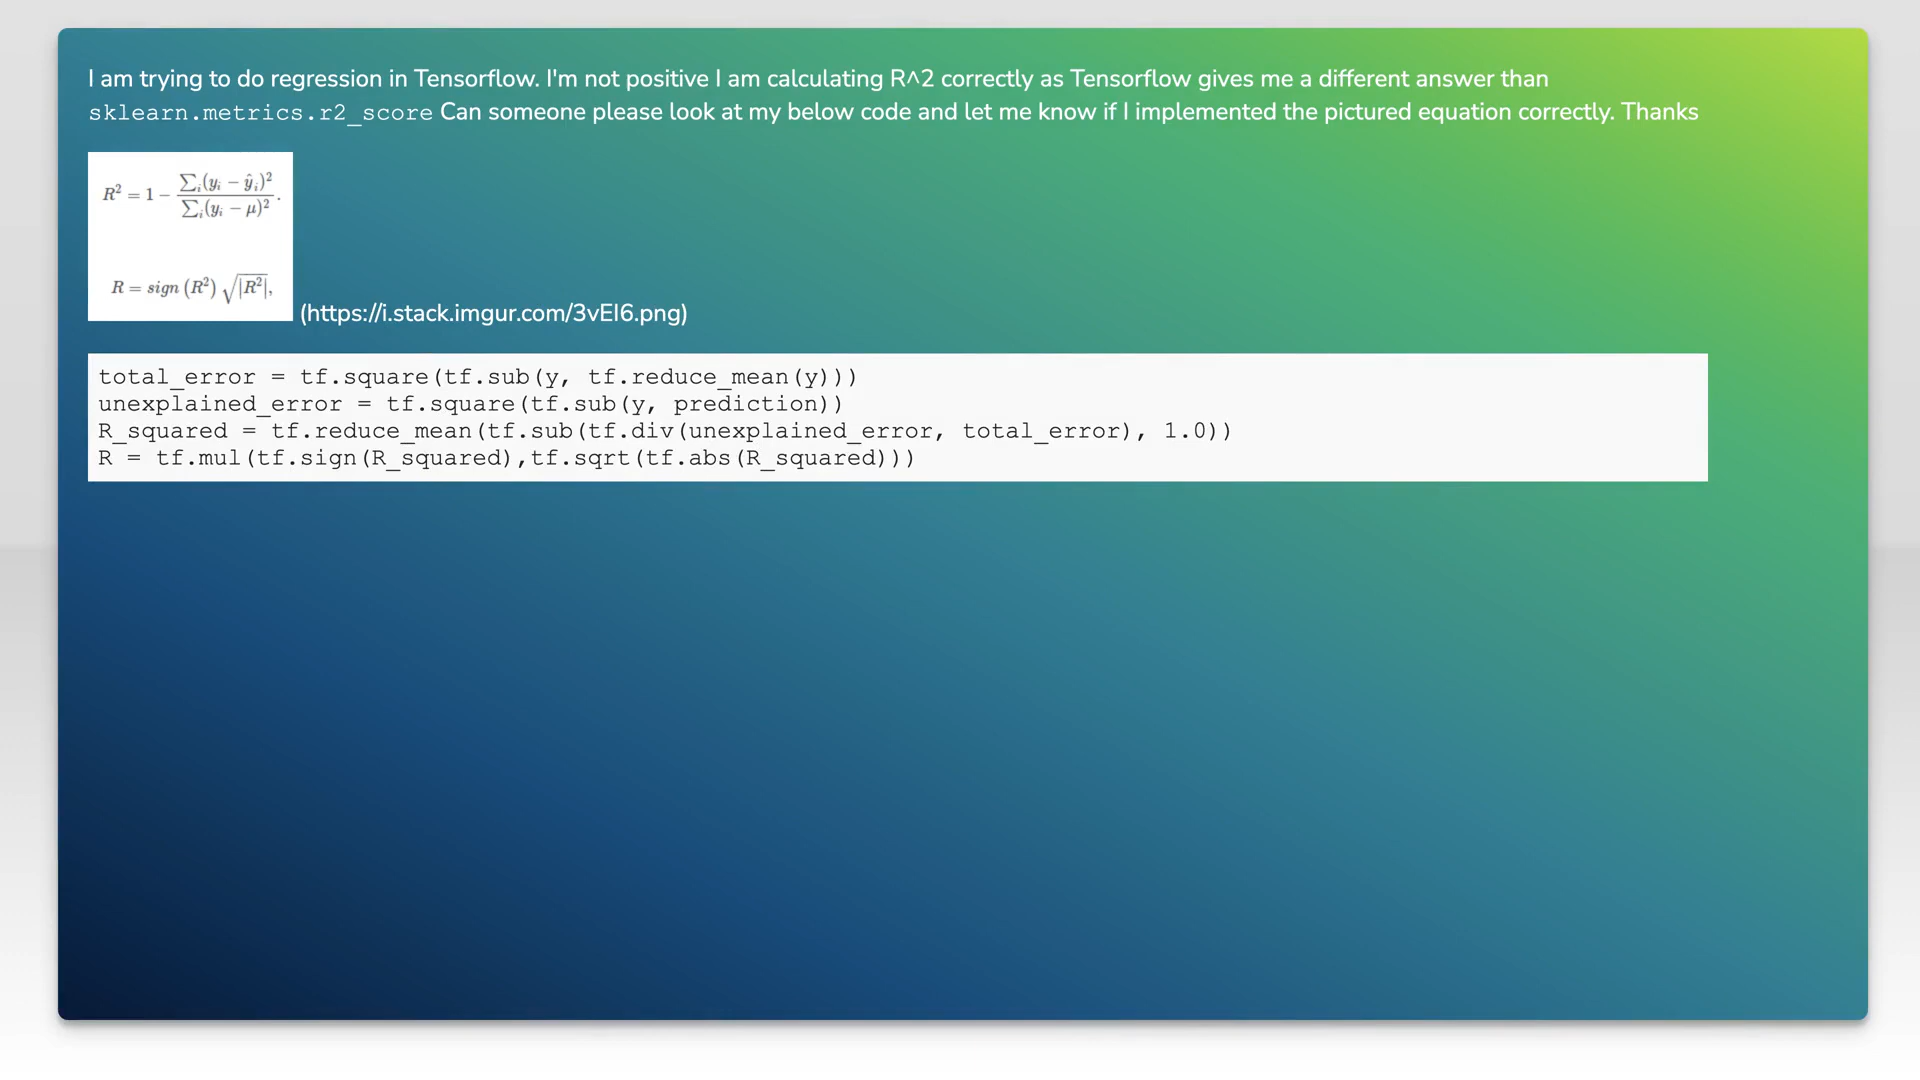 I am trying to do regression in Tensorflow. I'm not positive I am calculating R^2 correctly as Tensorflow gives me a different answer than
sklearn.metrics.r2_score Can someone please look at my below code and let me know if I implemented the pictured equation correctly. Thanks
R² = 1 − ∑ᵢ(yᵢ − ŷᵢ)² / ∑ᵢ(yᵢ − μ)².
R = sign (R²) √|R²|,
(https://i.stack.imgur.com/3vEI6.png)
total_error = tf.square(tf.sub(y, tf.reduce_mean(y)))
unexplained_error = tf.square(tf.sub(y, prediction))
R_squared = tf.reduce_mean(tf.sub(tf.div(unexplained_error, total_error), 1.0))
R = tf.mul(tf.sign(R_squared),tf.sqrt(tf.abs(R_squared)))